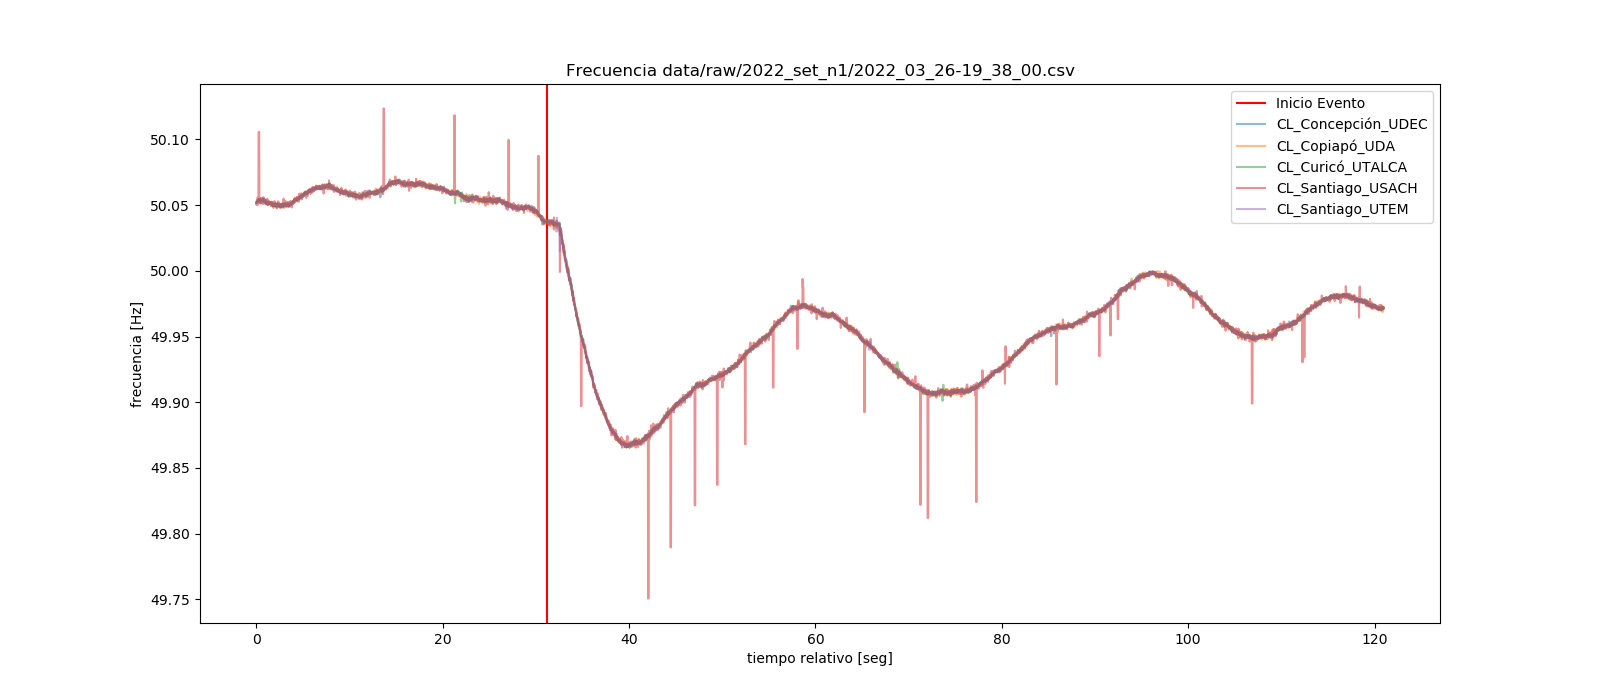 Frecuencia data/raw/2022_set_n1/2022_03_26-19_38_00.csv
Inicio Evento
CL_Concepción_UDEC
CL_Copiapó_UDA
CL_Curicó_UTALCA
CL_Santiago_USACH
CL_Santiago_UTEM
frecuencia [Hz]
50.10
50.05
50.00
49.95
49.90
49.85
49.80
49.75
0 20 40 60 80 100 120
tiempo relativo [seg]